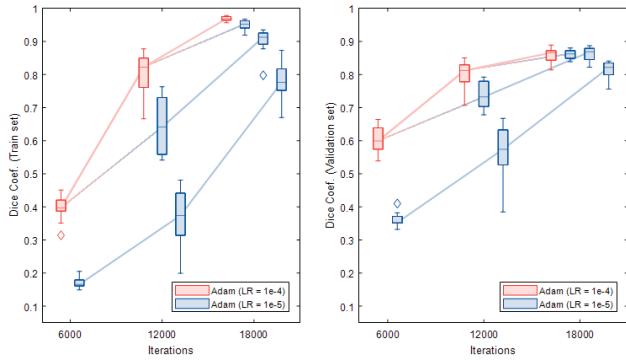 Dice Coef. (Train set)
1
0.9
0.8
0.7
0.6
0.5
0.4
0.3
0.2
0.1
6000 12000 18000
Iterations
Adam (LR = 1e-4)
Adam (LR = 1e-5)
Dice Coef. (Validation set)
1
0.9
0.8
0.7
0.6
0.5
0.4
0.3
0.2
0.1
6000 12000 18000
Iterations
Adam (LR = 1e-4)
Adam (LR = 1e-5)